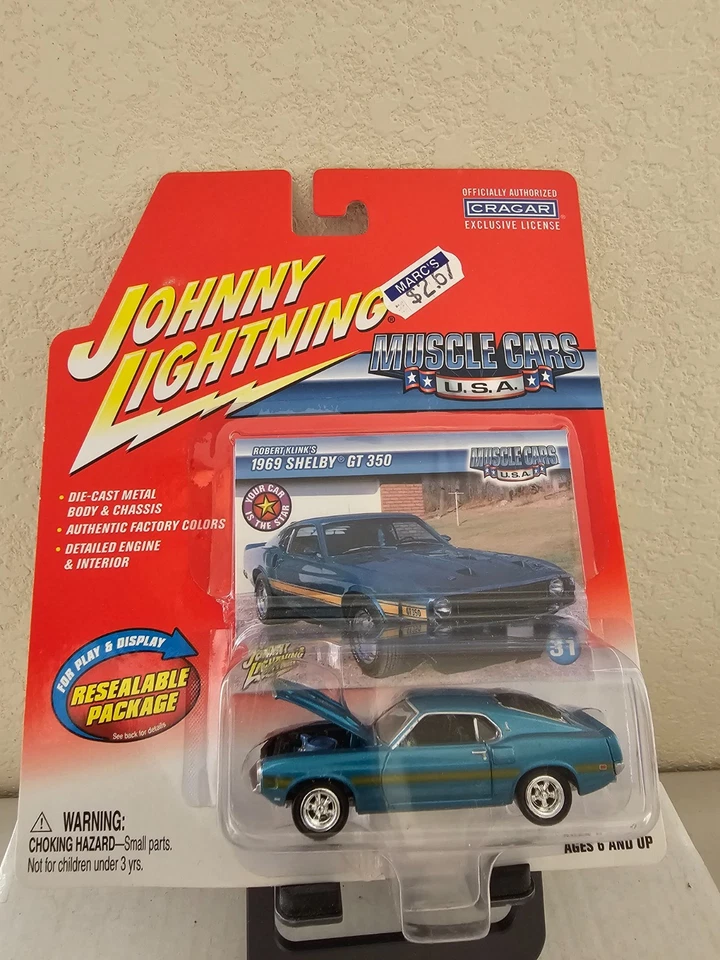 OFFICIALLY AUTHORIZED
CRAGAR
EXCLUSIVE LICENSE
MARC'S
$2.67
JOHNNY
LIGHTNING®
MUSCLE CARS
U.S.A.
ROBERT KLINK'S
1969 SHELBY® GT 350
MUSCLE CARS
U.S.A.
YOUR CAR
IS THE STAR
• DIE-CAST METAL
BODY & CHASSIS
• AUTHENTIC FACTORY COLORS
• DETAILED ENGINE
& INTERIOR
GT350
31
JOHNNY
LIGHTNING
FOR PLAY & DISPLAY
RESEALABLE
PACKAGE
See back for details.
⚠ WARNING:
CHOKING HAZARD—Small parts.
Not for children under 3 yrs.
AGES 6 AND UP